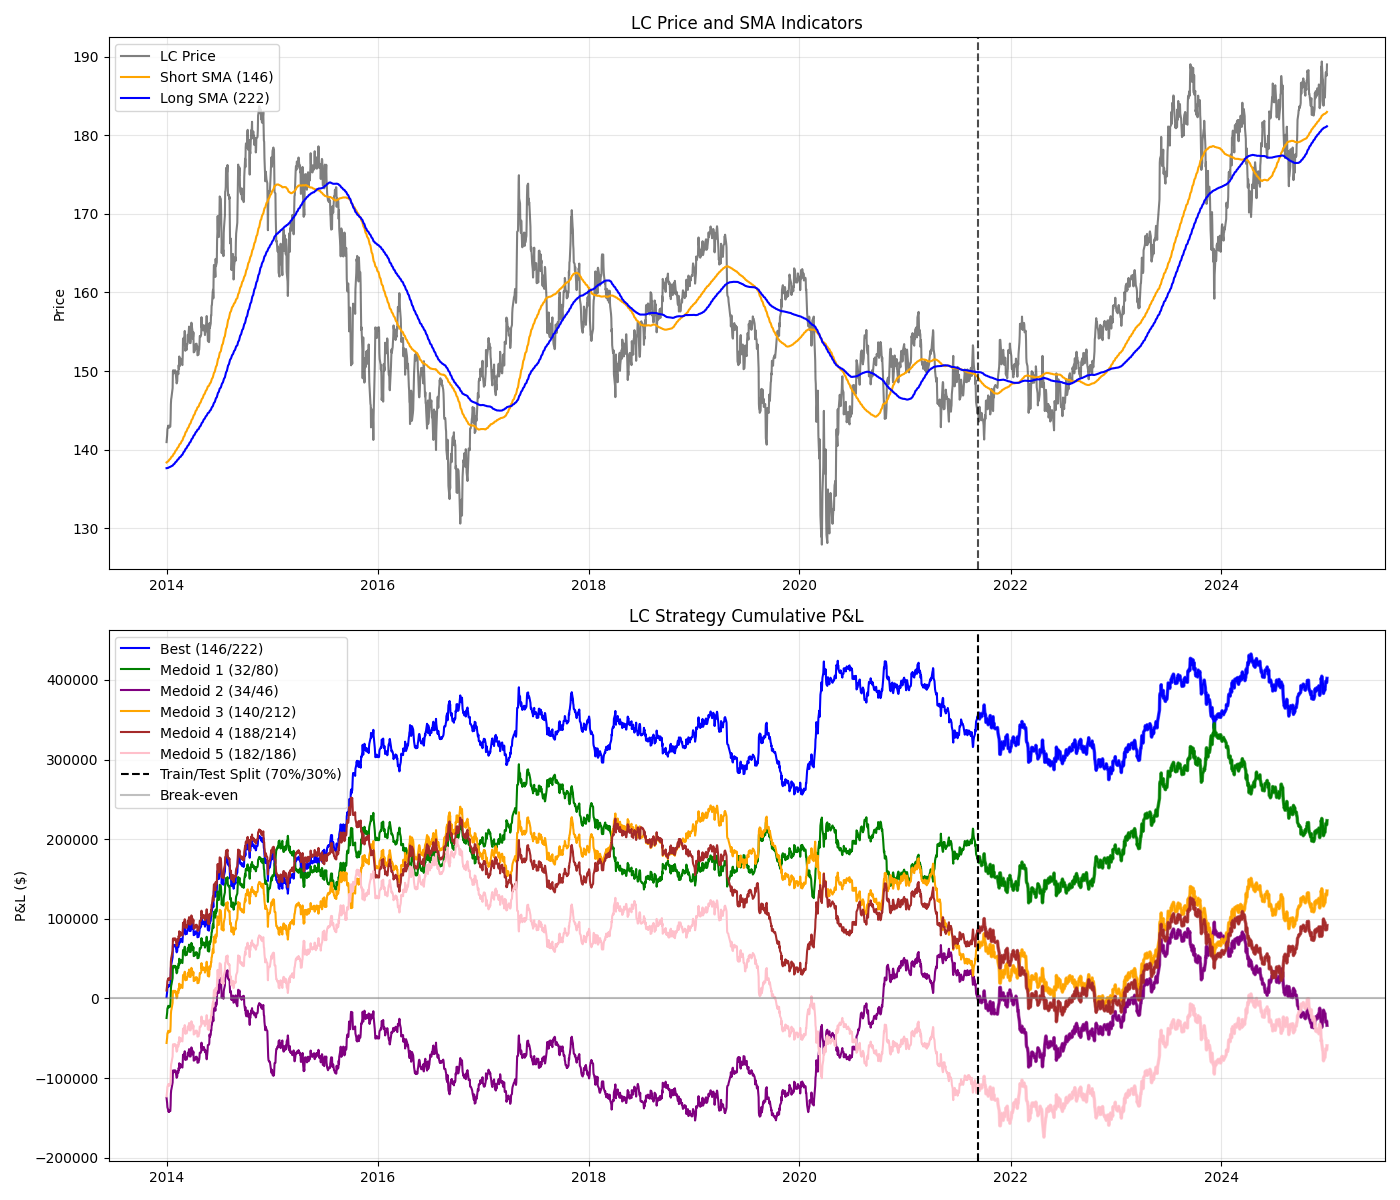 LC Price and SMA Indicators
LC Price
Short SMA (146)
Long SMA (222)
Price
190
180
170
160
150
140
130
2014
2016
2018
2020
2022
2024
LC Strategy Cumulative P&L
Best (146/222)
Medoid 1 (32/80)
Medoid 2 (34/46)
Medoid 3 (140/212)
Medoid 4 (188/214)
Medoid 5 (182/186)
Train/Test Split (70%/30%)
Break-even
P&L ($)
400000
300000
200000
100000
0
−100000
−200000
2014
2016
2018
2020
2022
2024